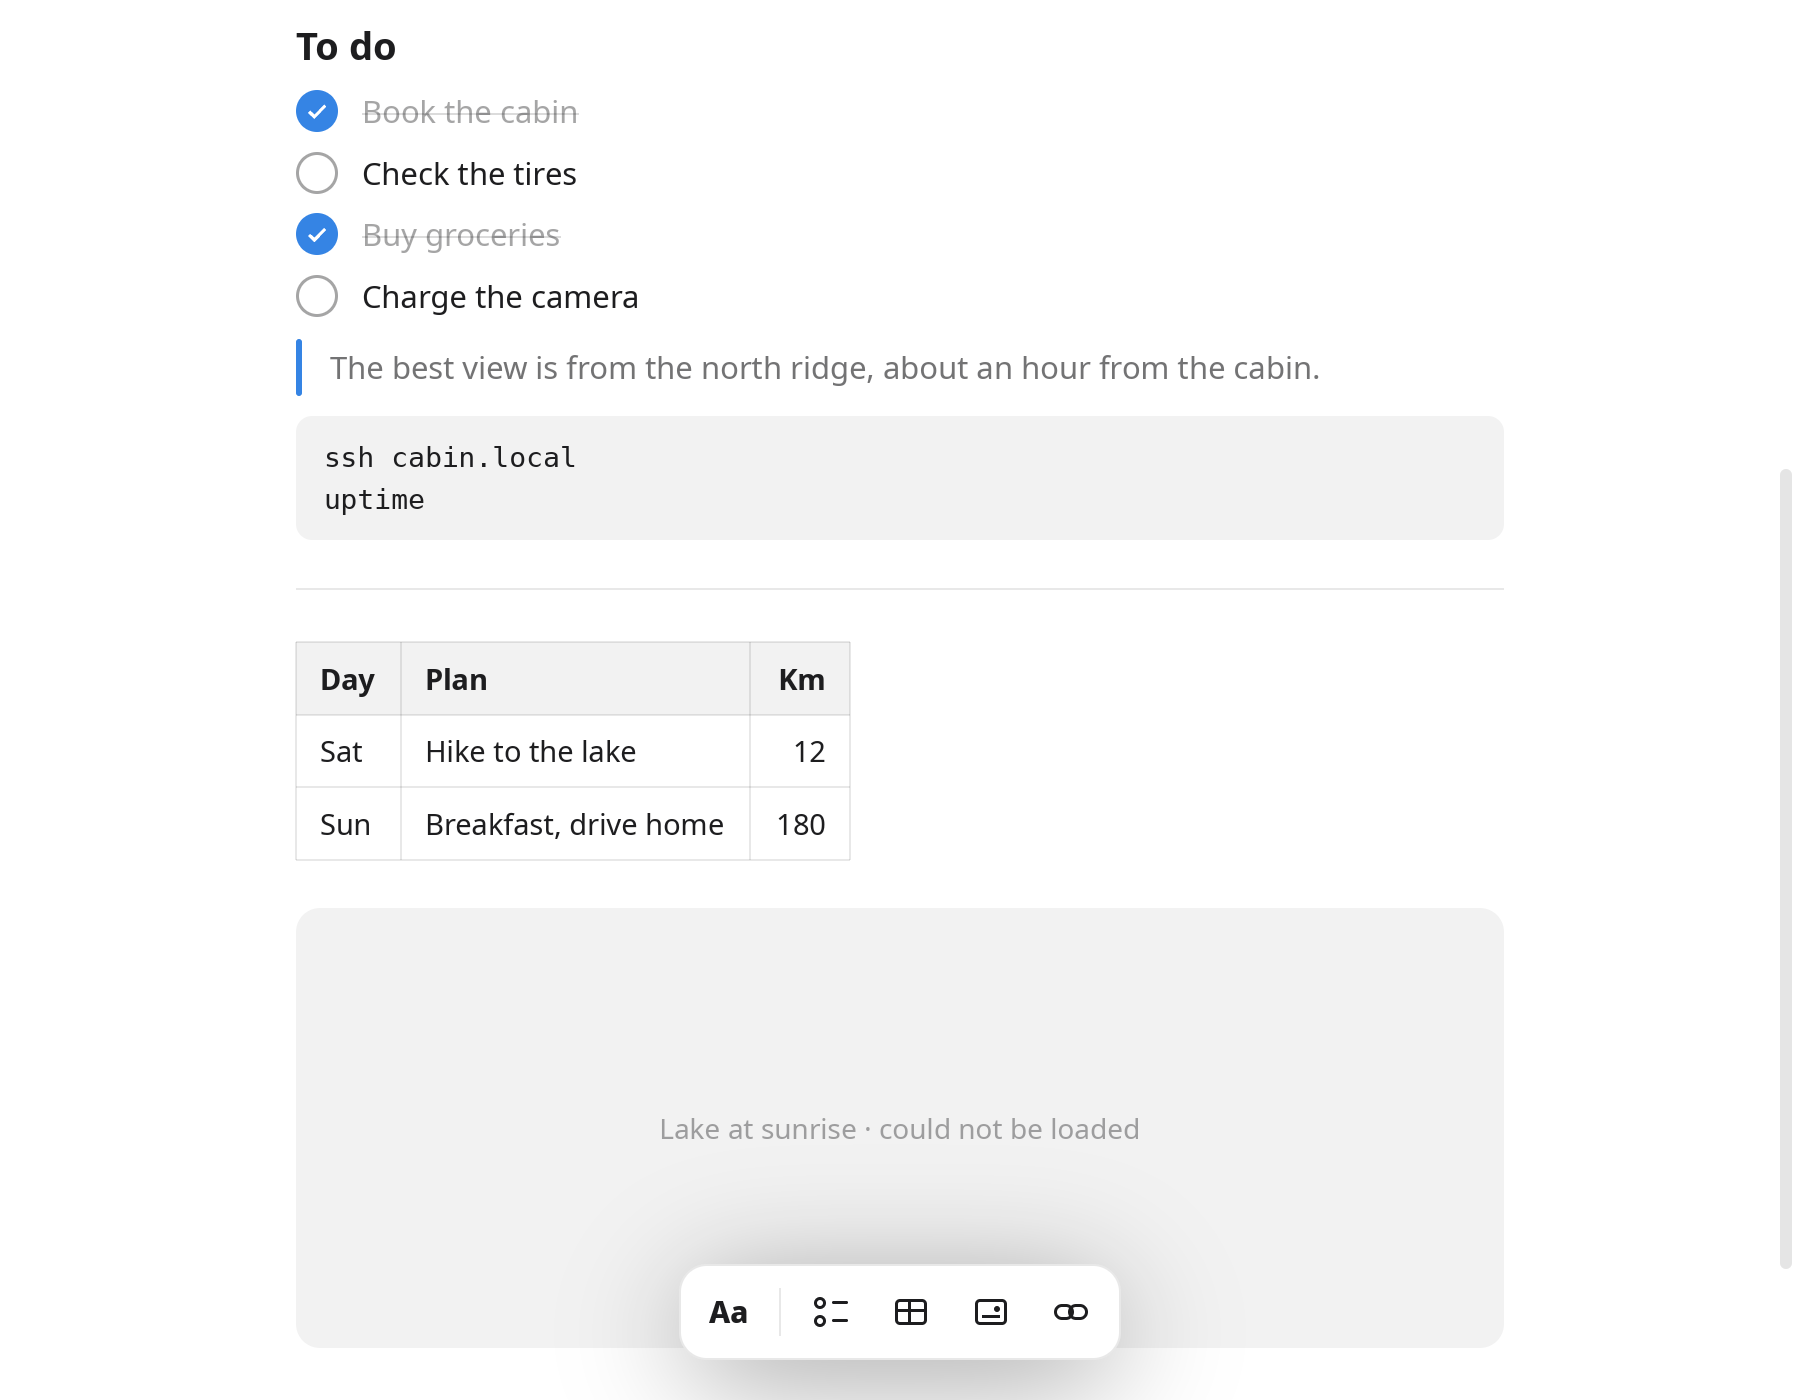 To do
Book the cabin
Check the tires
Buy groceries
Charge the camera
The best view is from the north ridge, about an hour from the cabin.
ssh cabin.local
uptime
Day Plan Km
Sat Hike to the lake 12
Sun Breakfast, drive home 180
Lake at sunrise · could not be loaded
Aa